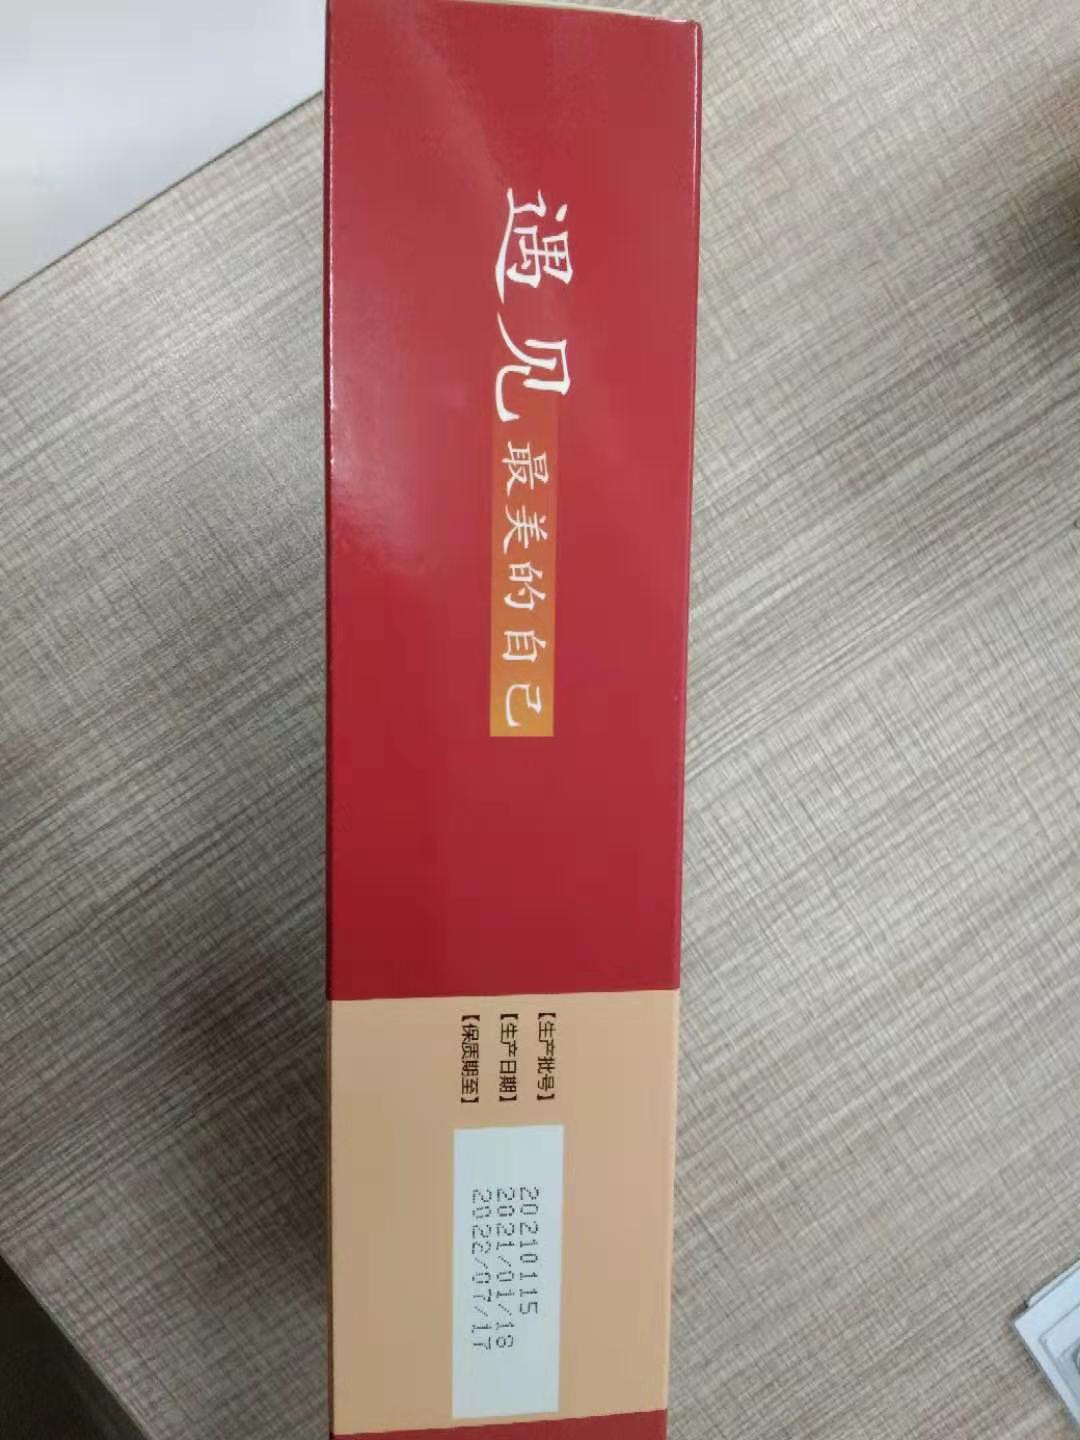 遇见最美的自己
【生产批号】
【生产日期】
【保质期至】
20210115
2021/01/18
2022/07/17